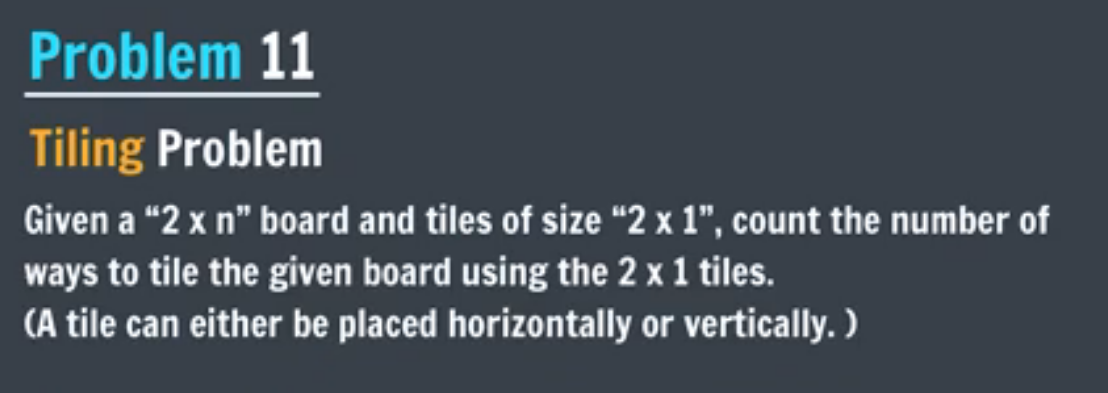 Problem 11
Tiling Problem
Given a “2 x n” board and tiles of size “2 x 1”, count the number of
ways to tile the given board using the 2 x 1 tiles.
(A tile can either be placed horizontally or vertically. )